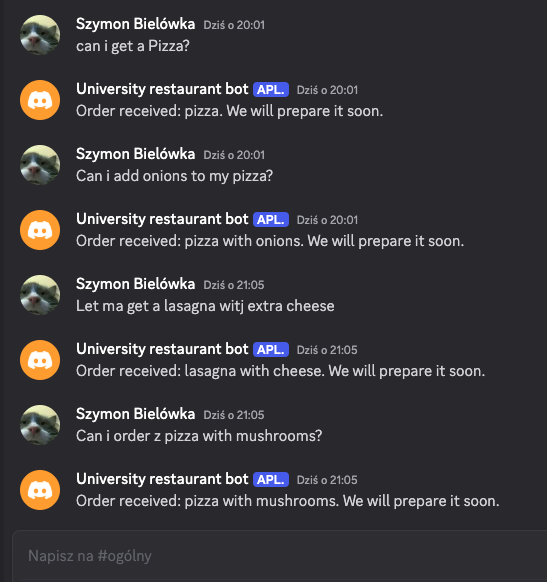 Szymon Bielówka Dziś o 20:01
can i get a Pizza?
University restaurant bot APL. Dziś o 20:01
Order received: pizza. We will prepare it soon.
Szymon Bielówka Dziś o 20:01
Can i add onions to my pizza?
University restaurant bot APL. Dziś o 20:01
Order received: pizza with onions. We will prepare it soon.
Szymon Bielówka Dziś o 21:05
Let ma get a lasagna witj extra cheese
University restaurant bot APL. Dziś o 21:05
Order received: lasagna with cheese. We will prepare it soon.
Szymon Bielówka Dziś o 21:05
Can i order z pizza with mushrooms?
University restaurant bot APL. Dziś o 21:05
Order received: pizza with mushrooms. We will prepare it soon.
Napisz na #ogólny